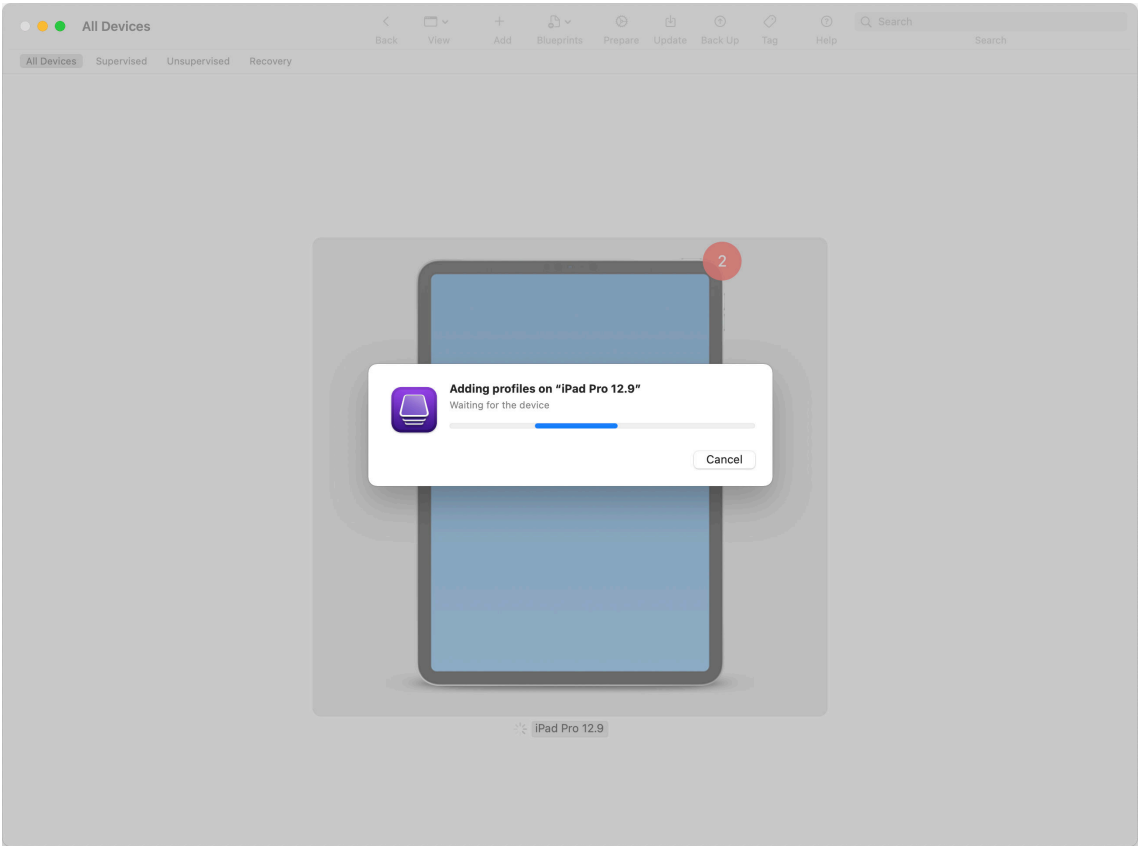 All Devices
Back
View
Add
Blueprints
Prepare
Update
Back Up
Tag
Help
Search
Search
All Devices
Supervised
Unsupervised
Recovery
2
Adding profiles on “iPad Pro 12.9”
Waiting for the device
Cancel
iPad Pro 12.9